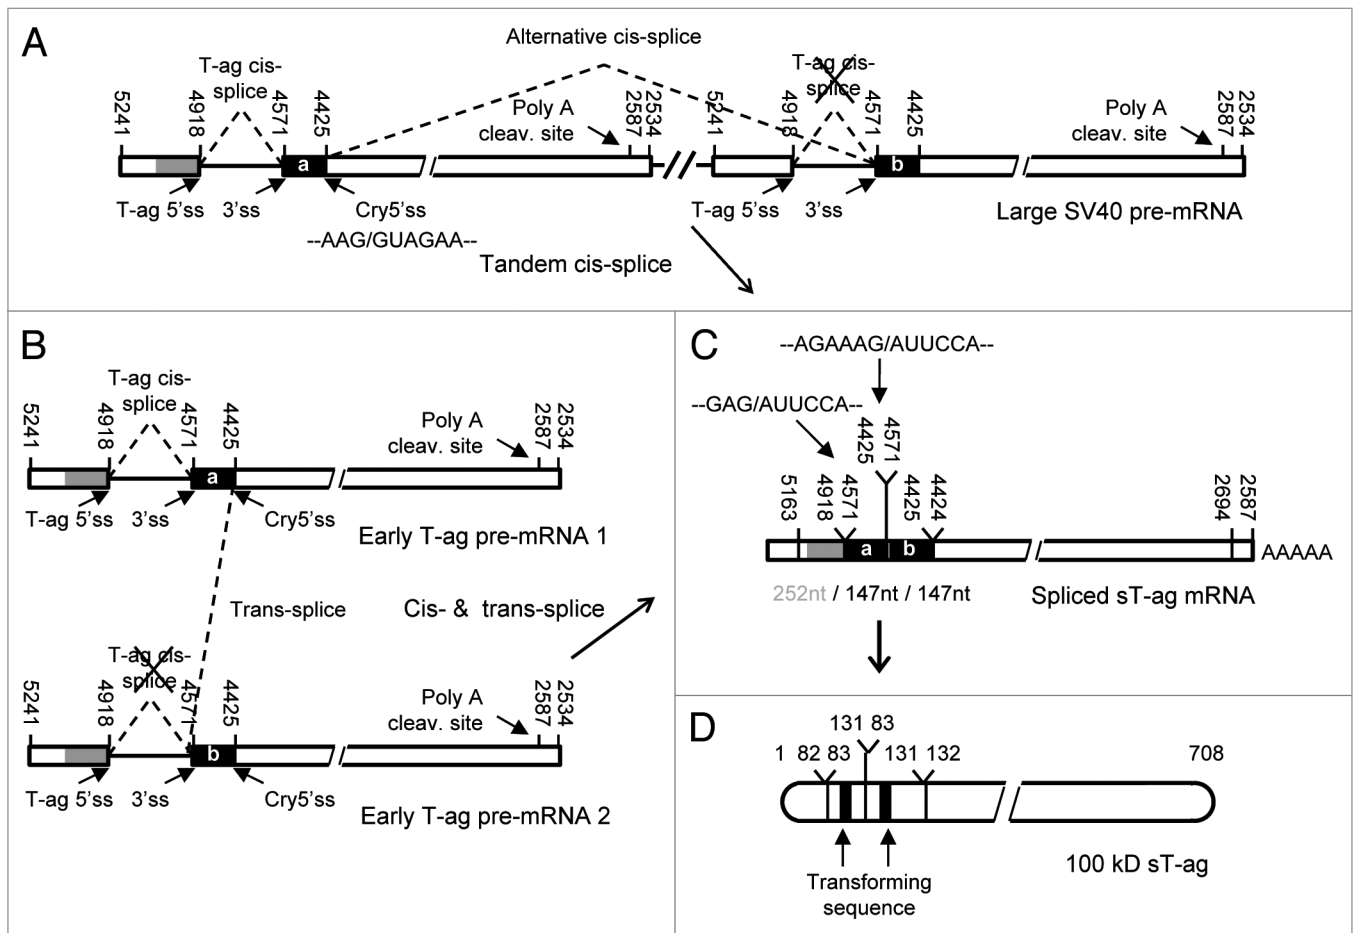 A
Alternative cis-splice
T-ag cis-
splice
T-ag cis-
splice
5241
4918
4571
4425
Poly A
cleav. site
2587
2534
5241
4918
4571
4425
Poly A
cleav. site
2587
2534
a
b
T-ag 5'ss
3'ss
Cry5'ss
T-ag 5'ss
3'ss
Large SV40 pre-mRNA
--AAG/GUAGAA--
Tandem cis-splice
B
T-ag cis-
splice
5241
4918
4571
4425
Poly A
cleav. site
2587
2534
a
T-ag 5'ss
3'ss
Cry5'ss
Early T-ag pre-mRNA 1
Trans-splice
Cis- & trans-splice
T-ag cis-
splice
5241
4918
4571
4425
Poly A
cleav. site
2587
2534
b
T-ag 5'ss
3'ss
Cry5'ss
Early T-ag pre-mRNA 2
C
--AGAAAG/AUUCCA--
--GAG/AUUCCA--
4425
4571
5163
4918
4571
4425
4424
2694
2587
a
b
AAAAA
252nt / 147nt / 147nt
Spliced sT-ag mRNA
D
131 83
1 82 83 131 132 708
100 kD sT-ag
Transforming
sequence